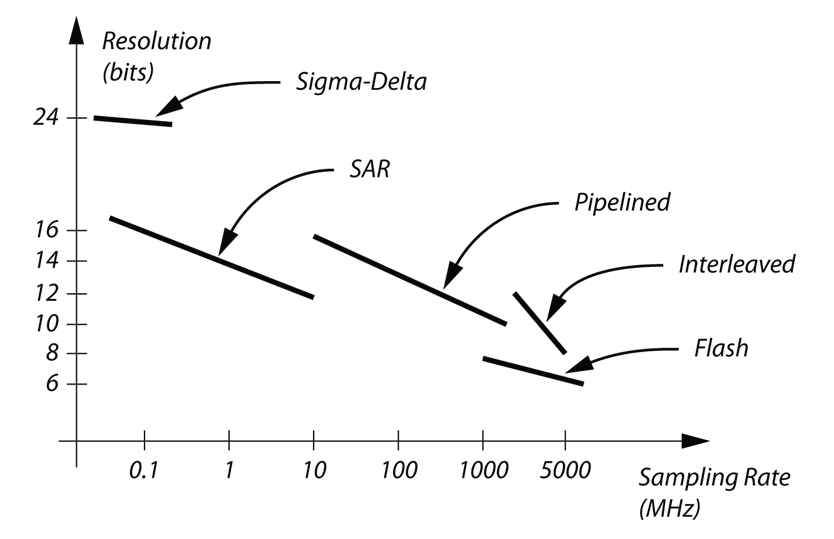 Resolution
(bits)
Sigma-Delta
24
SAR
Pipelined
16
14
Interleaved
12
10
Flash
8
6
0.1 1 10 100 1000 5000
Sampling Rate
(MHz)